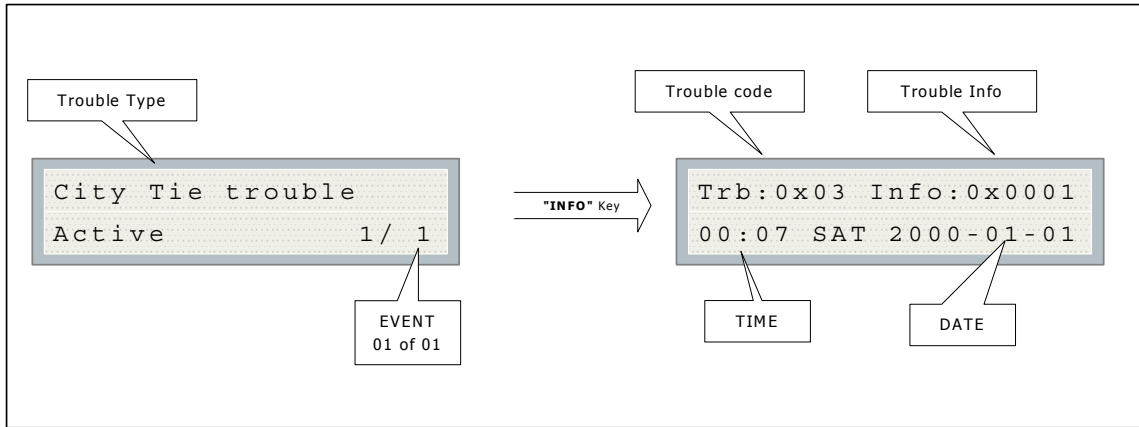 Trouble Type
Trouble code
Trouble Info
City Tie trouble
Active 1/ 1
"INFO" Key
Trb:0x03 Info:0x0001
00:07 SAT 2000-01-01
EVENT
01 of 01
TIME
DATE